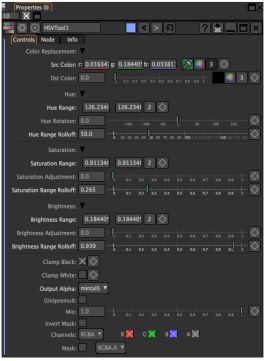 Properties
10
HSVTool1
Controls Node Info
Color Replacement:
Src Color: r: 0.01634 g: 0.18440 b: 0.03381 3
Dst Color: 0.0 3
Hue:
Hue Range: 126.234 126.234 2
Hue Rotation: 0.0
Hue Range Rolloff: 50.0
Saturation:
Saturation Range: 0.91134 0.91134 2
Saturation Adjustment: 0.0
Saturation Range Rolloff: 0.265
Brightness:
Brightness Range: 0.18440 0.18440 2
Brightness Adjustment: 0.0
Brightness Range Rolloff: 0.939
Clamp Black:
Clamp White:
Output Alpha: min(all)
(Un)premult:
Mix: 1.0
Invert Mask:
Channels: RGBA R G B A
Mask: RGBA.A